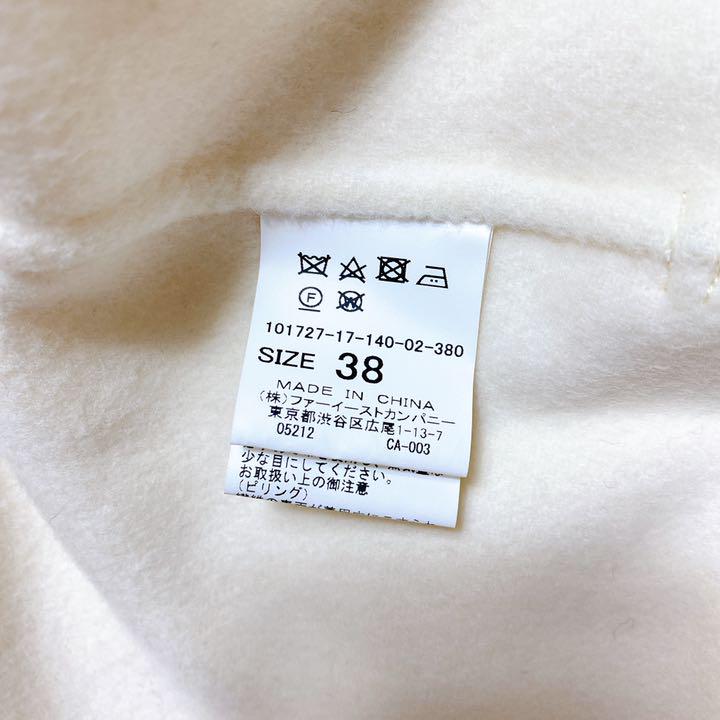 F W
101727-17-140-02-380
SIZE 38
MADE IN CHINA
(株)ファーイーストカンパニー
東京都渋谷区広尾1-13-7
05212 CA-003
少な目にしてください。
お取扱い上の御注意
(ピリング)